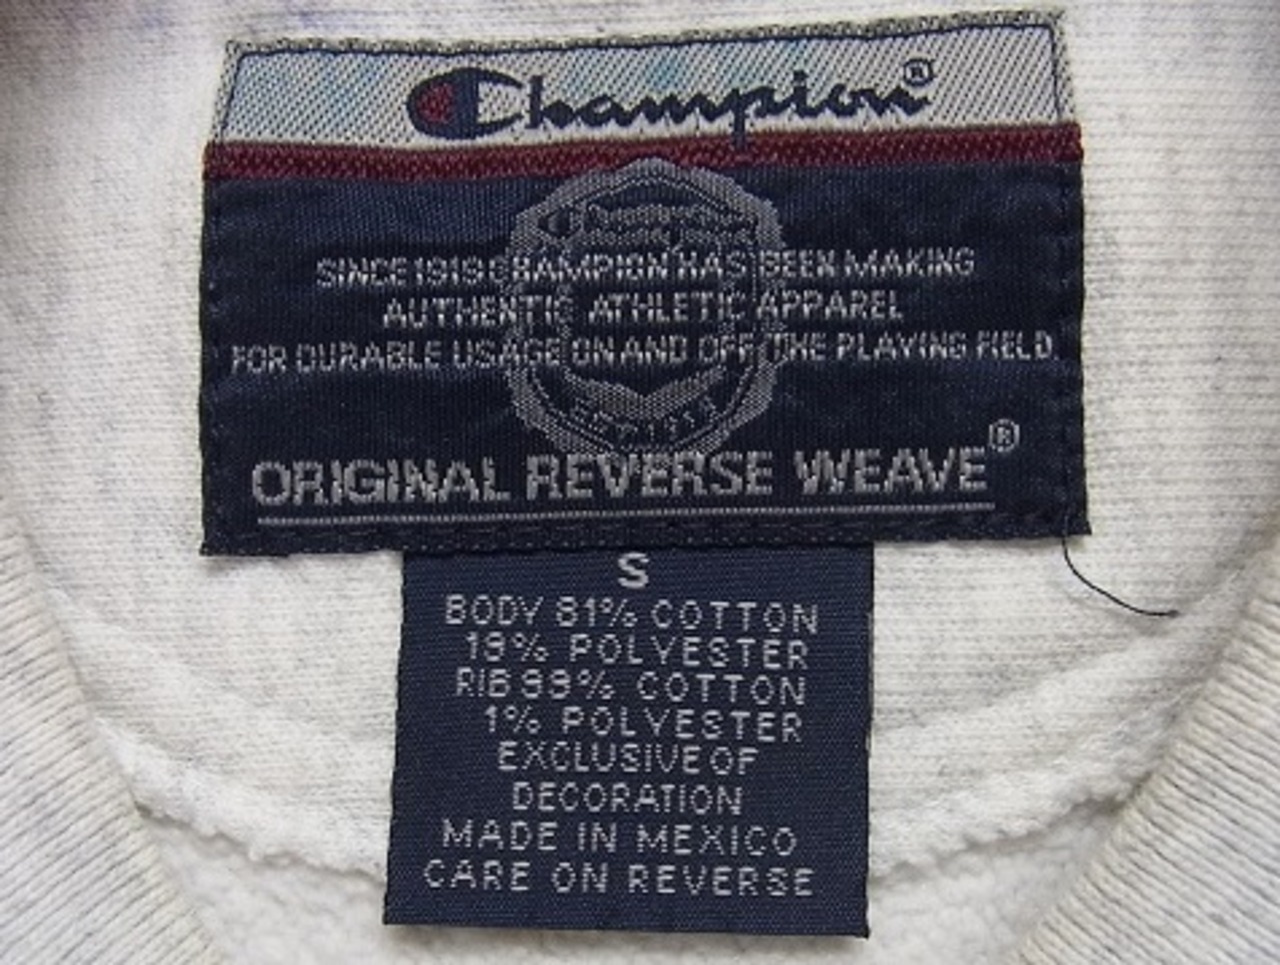 Champion®
SINCE 1919 CHAMPION HAS BEEN MAKING
AUTHENTIC ATHLETIC APPAREL
FOR DURABLE USAGE ON AND OFF THE PLAYING FIELD
EST. 1919
ORIGINAL REVERSE WEAVE®
S
BODY 81% COTTON
19% POLYESTER
RIB 99% COTTON
1% POLYESTER
EXCLUSIVE OF
DECORATION
MADE IN MEXICO
CARE ON REVERSE